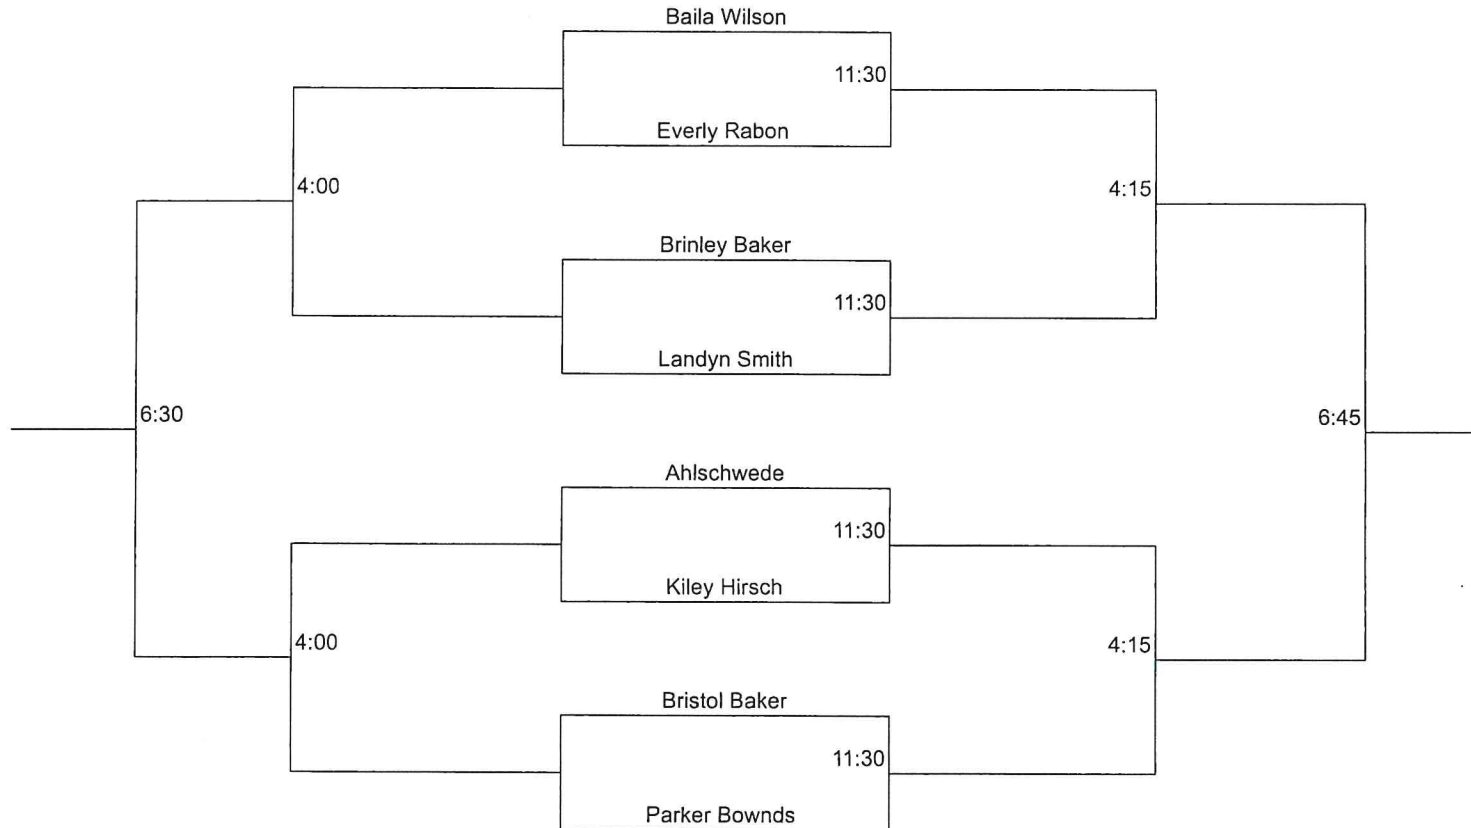 Baila Wilson
11:30
Everly Rabon
4:00
4:15
Brinley Baker
11:30
Landyn Smith
6:30
6:45
Ahlschwede
11:30
Kiley Hirsch
4:00
4:15
Bristol Baker
11:30
Parker Bownds